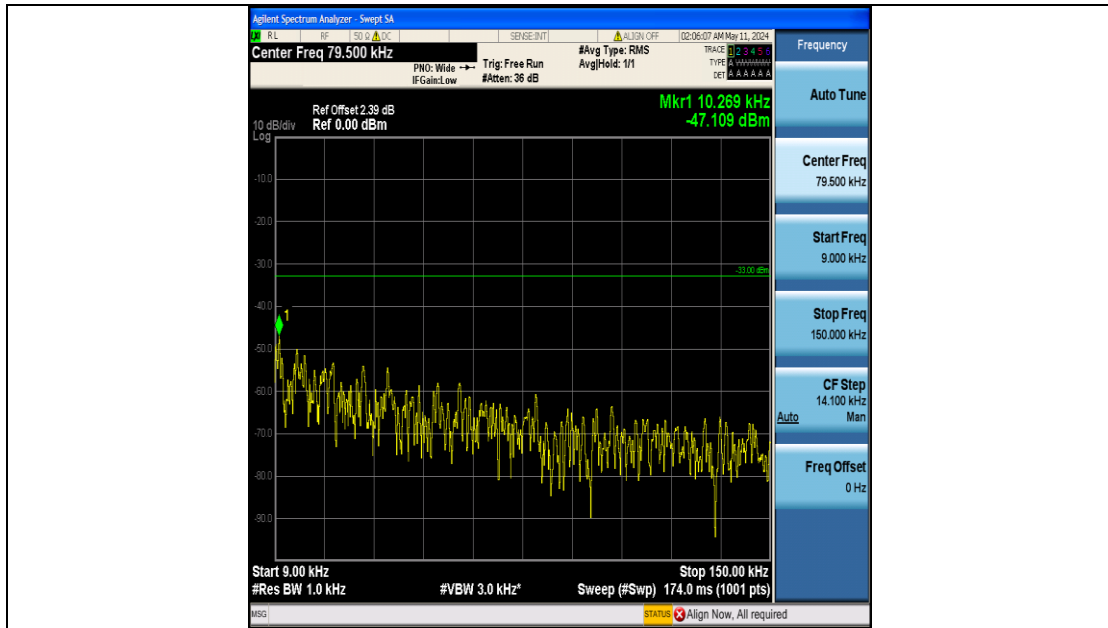 Agilent Spectrum Analyzer - Swept SA
RL RF 50 Ω DC SENSE:INT ALIGN OFF 02:06:07 AM May 11, 2024
Center Freq 79.500 kHz
PNO: Wide
IFGain:Low
Trig: Free Run
#Atten: 36 dB
#Avg Type: RMS
Avg|Hold: 1/1
TRACE 1 2 3 4 5 6
TYPE A
DET A A A A A A
Mkr1 10.269 kHz
-47.109 dBm
Ref Offset 2.39 dB
10 dB/div Ref 0.00 dBm
Log
-10.0
-20.0
-30.0
-33.00 dBm
-40.0
1
-50.0
-60.0
-70.0
-80.0
-90.0
Start 9.00 kHz Stop 150.00 kHz
#Res BW 1.0 kHz #VBW 3.0 kHz* Sweep (#Swp) 174.0 ms (1001 pts)
MSG STATUS Align Now, All required
Frequency
Auto Tune
Center Freq
79.500 kHz
Start Freq
9.000 kHz
Stop Freq
150.000 kHz
CF Step
14.100 kHz
Auto Man
Freq Offset
0 Hz